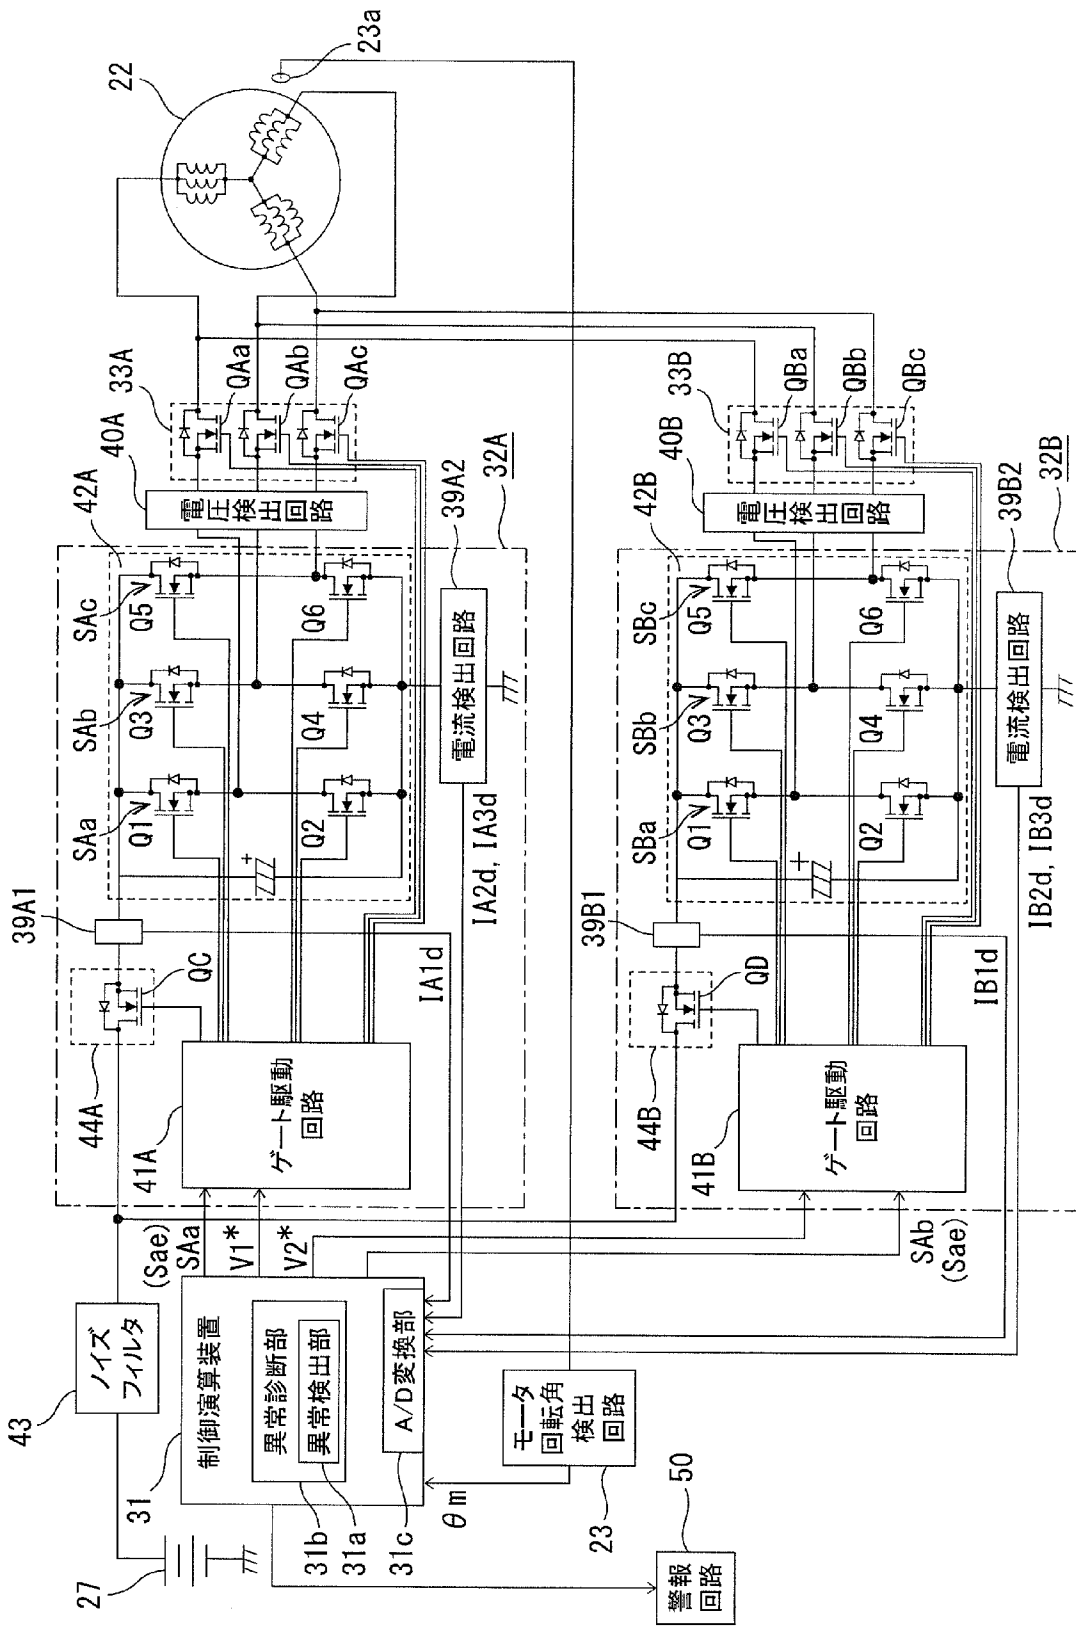 43
ノイズ
フィルタ
27
31
制御演算装置
異常診断部
異常検出部
A/D変換部
31b
31a
31c
θm
モータ
回転角
検出
回路
23
50
警報
回路
(Sae)
SAa
V1*
V2*
SAb
(Sae)
44A
QC
39A1
41A
ゲート駆動
回路
IA1d
IA2d, IA3d
SAa
SAb
SAc
42A
Q1
Q3
Q5
Q2
Q4
Q6
電流検出回路
39A2
32A
40A
電圧検出回路
33A
QAa
QAb
QAc
22
23a
44B
QD
39B1
41B
ゲート駆動
回路
IB1d
IB2d, IB3d
SBa
SBb
SBc
42B
Q1
Q3
Q5
Q2
Q4
Q6
電流検出回路
39B2
32B
40B
電圧検出回路
33B
QBa
QBb
QBc
+
+